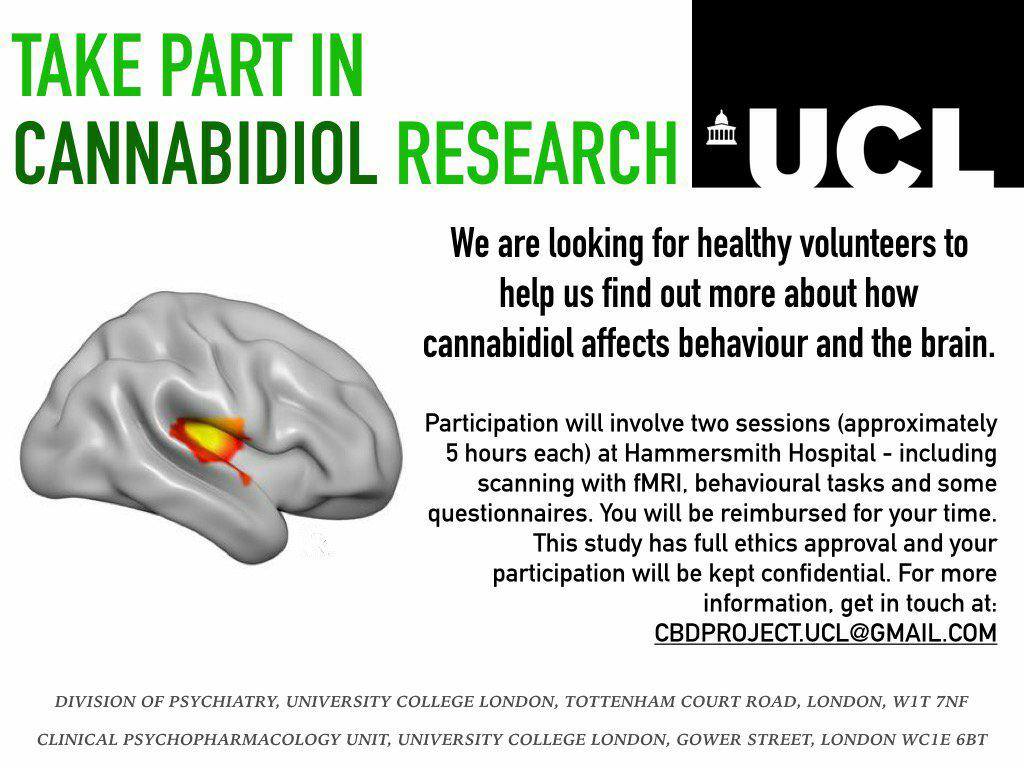 TAKE PART IN
CANNABIDIOL RESEARCH
UCL
We are looking for healthy volunteers to
help us find out more about how
cannabidiol affects behaviour and the brain.
Participation will involve two sessions (approximately
5 hours each) at Hammersmith Hospital - including
scanning with fMRI, behavioural tasks and some
questionnaires. You will be reimbursed for your time.
This study has full ethics approval and your
participation will be kept confidential. For more
information, get in touch at:
CBDPROJECT.UCL@GMAIL.COM
DIVISION OF PSYCHIATRY, UNIVERSITY COLLEGE LONDON, TOTTENHAM COURT ROAD, LONDON, W1T 7NF
CLINICAL PSYCHOPHARMACOLOGY UNIT, UNIVERSITY COLLEGE LONDON, GOWER STREET, LONDON WC1E 6BT